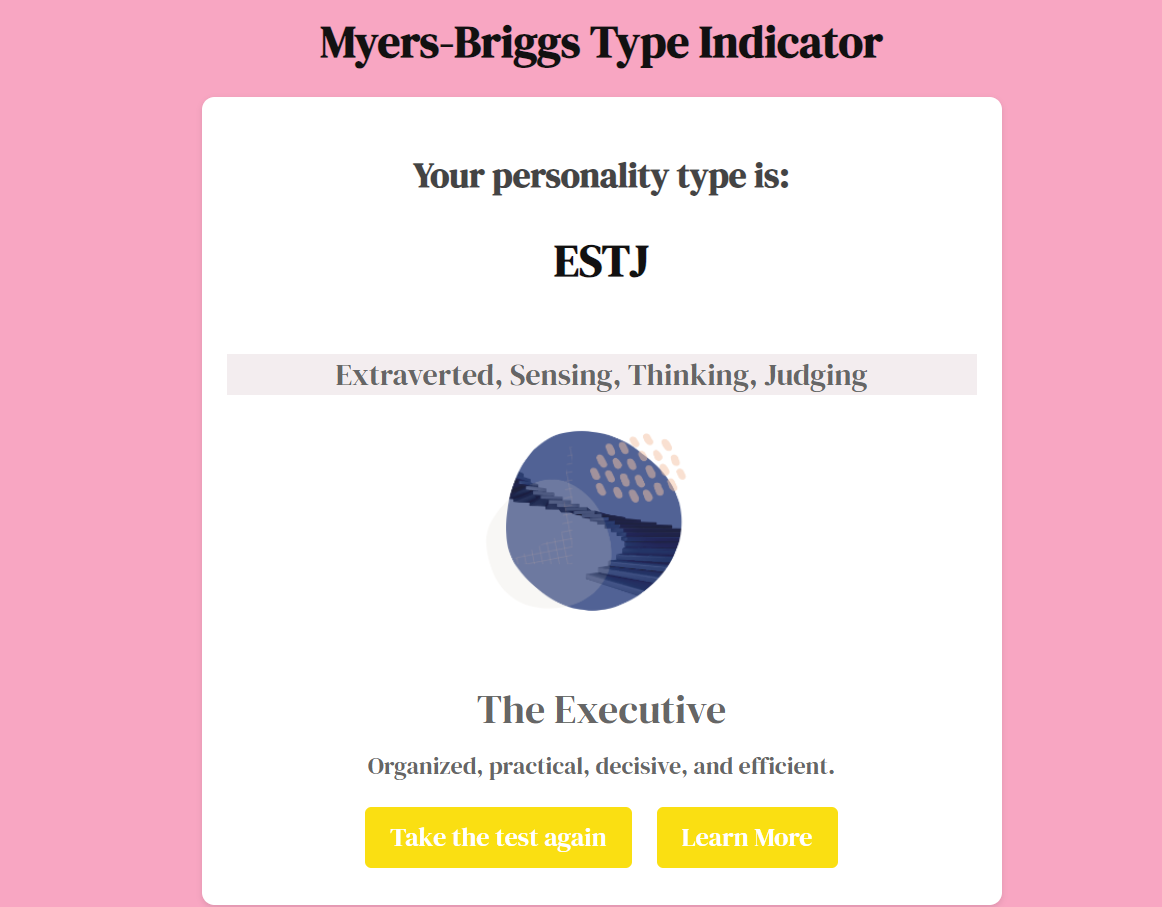 Myers-Briggs Type Indicator
Your personality type is:
ESTJ
Extraverted, Sensing, Thinking, Judging
The Executive
Organized, practical, decisive, and efficient.
Take the test again
Learn More